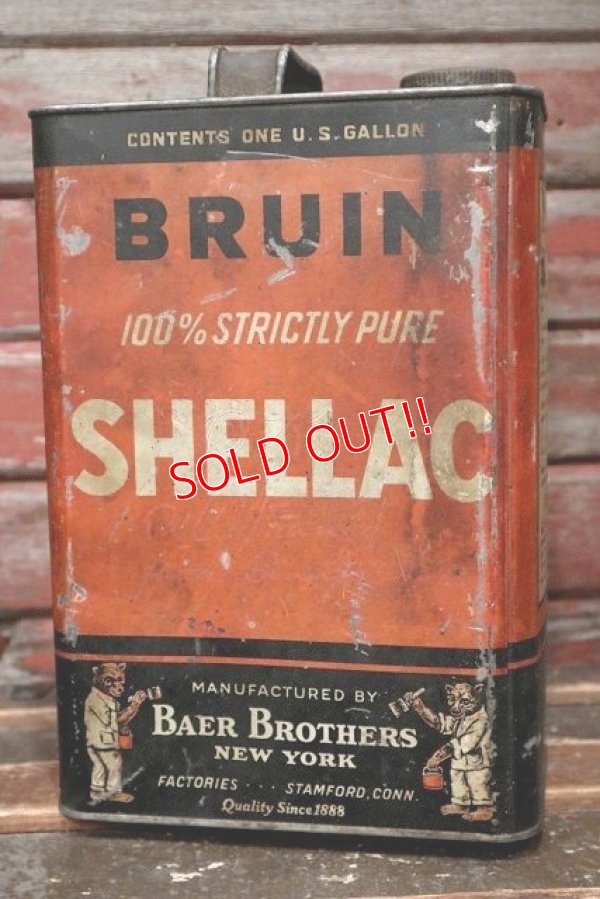 CONTENTS ONE U.S. GALLON
BRUIN
100% STRICTLY PURE
SHELLAC
SOLD OUT!!
MANUFACTURED BY
BAER BROTHERS
NEW YORK
FACTORIES ... STAMFORD, CONN.
Quality Since 1888